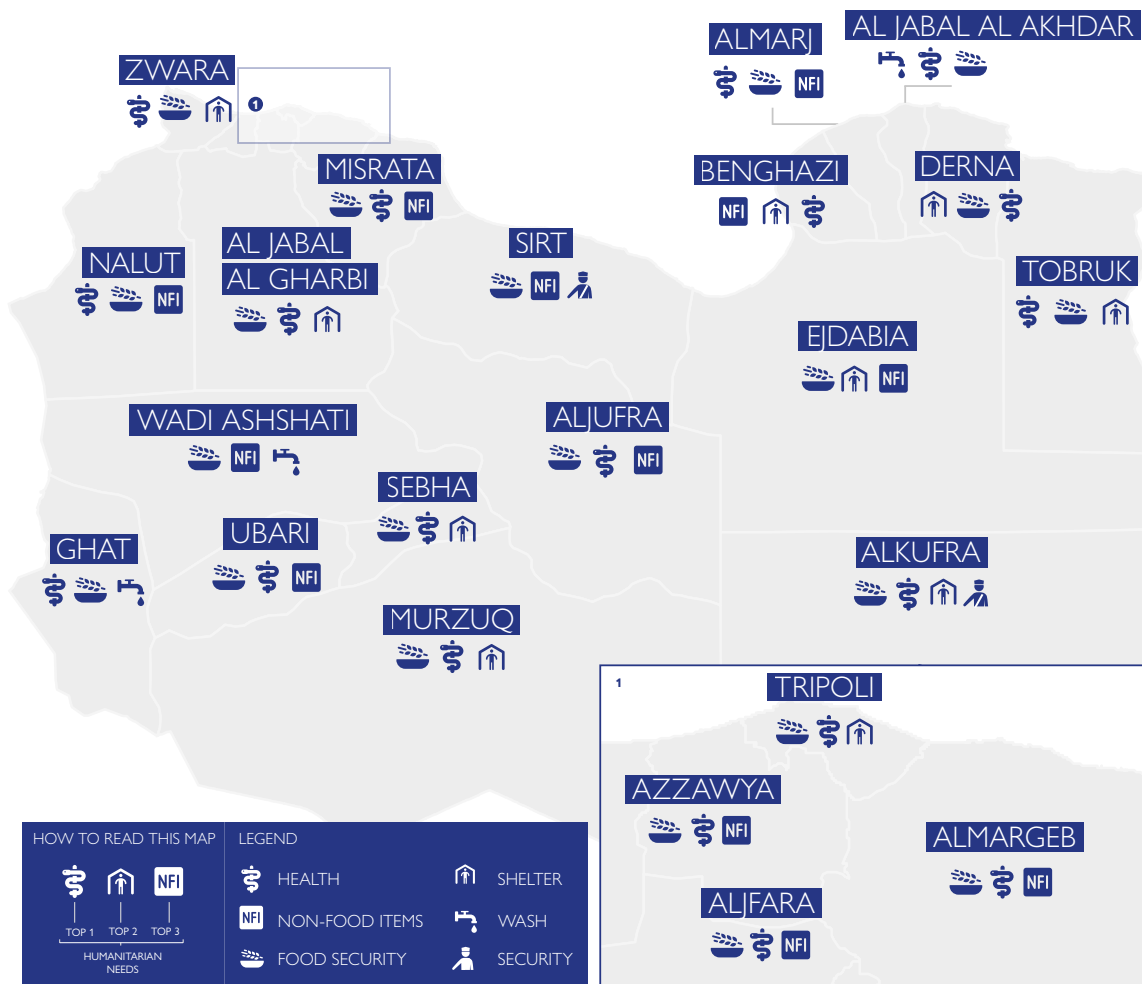 AL JABAL AL AKHDAR
ALMARJ
NFI
ZWARA
1
MISRATA
NFI
BENGHAZI
NFI
DERNA
AL JABAL
AL GHARBI
SIRT
NFI
NALUT
NFI
TOBRUK
EJDABIA
NFI
WADI ASHSHATI
NFI
ALJUFRA
NFI
SEBHA
UBARI
NFI
GHAT
ALKUFRA
MURZUQ
1
TRIPOLI
AZZAWYA
NFI
ALMARGEB
NFI
ALJFARA
NFI
HOW TO READ THIS MAP
NFI
TOP 1 TOP 2 TOP 3
HUMANITARIAN
NEEDS
LEGEND
HEALTH
NFI NON-FOOD ITEMS
FOOD SECURITY
SHELTER
WASH
SECURITY